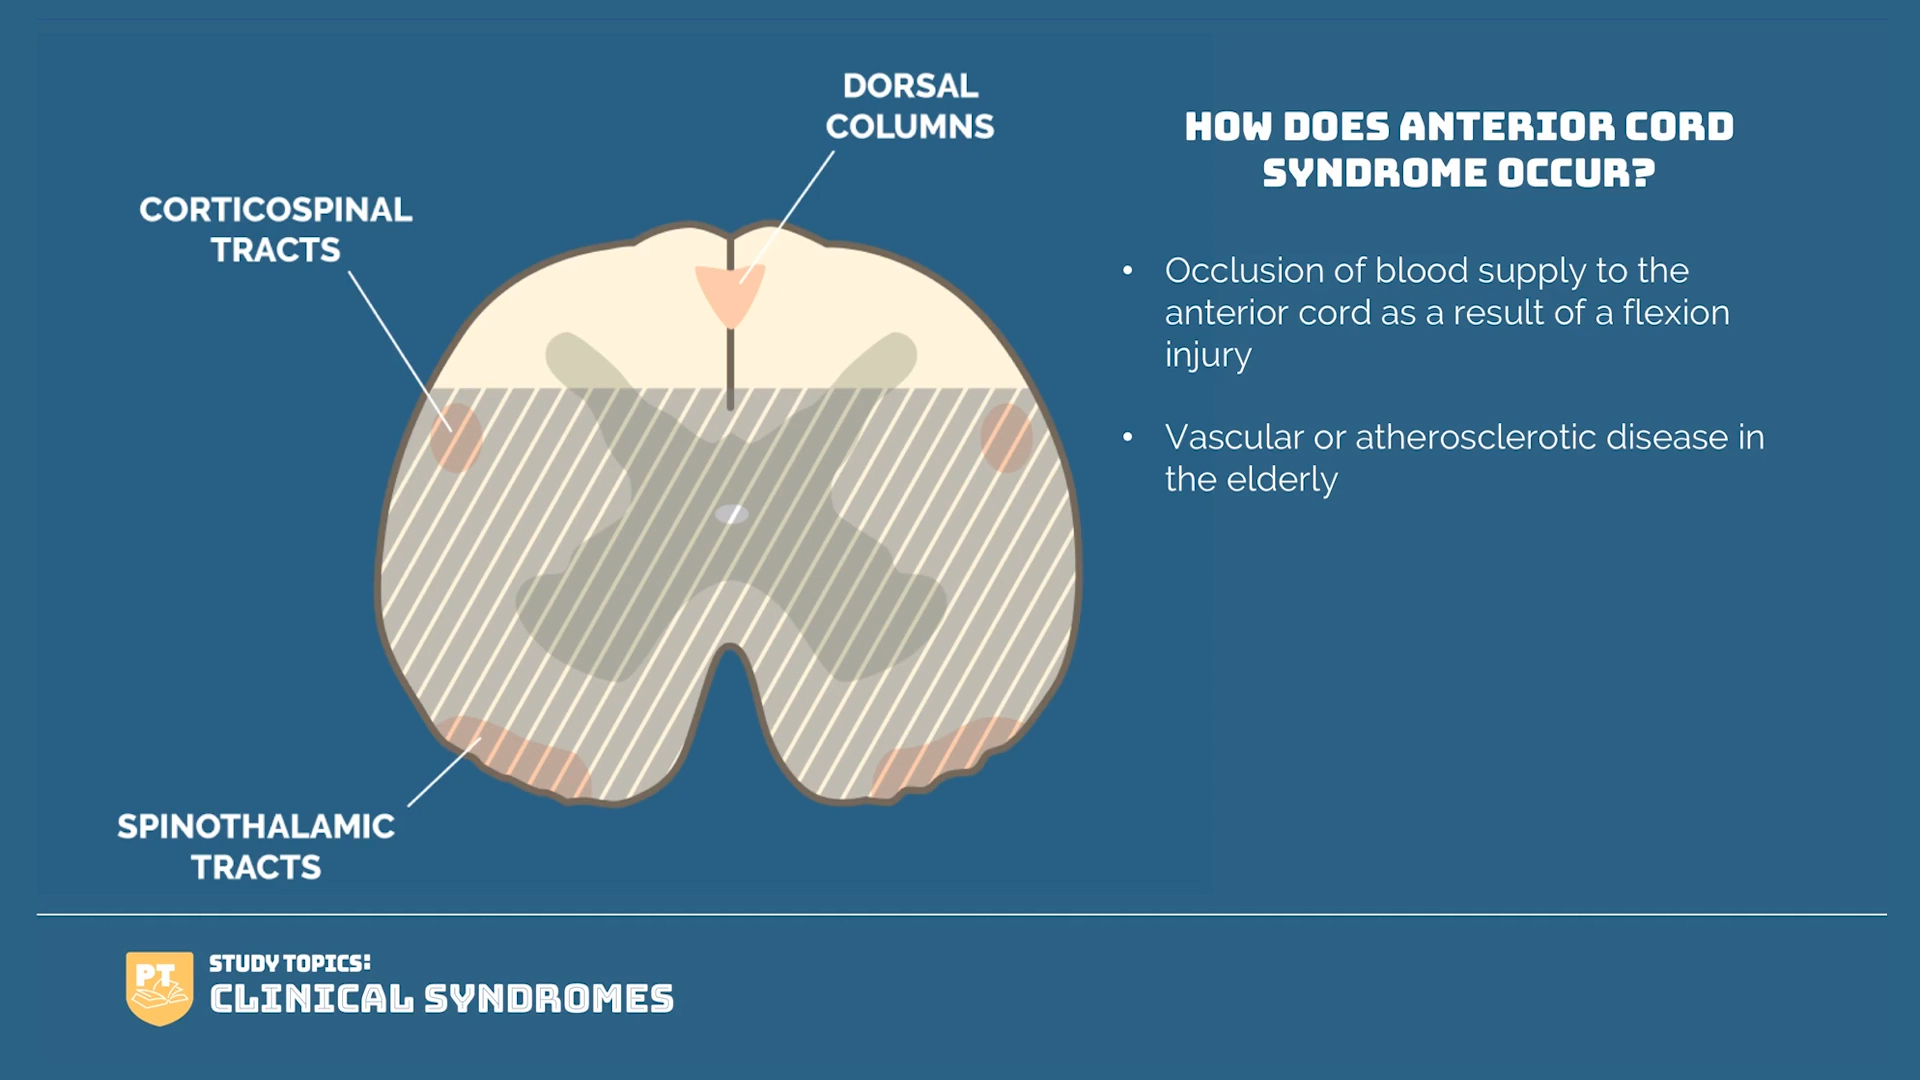 DORSAL
COLUMNS
CORTICOSPINAL
TRACTS
SPINOTHALAMIC
TRACTS
HOW DOES ANTERIOR CORD
SYNDROME OCCUR?
• Occlusion of blood supply to the
anterior cord as a result of a flexion
injury
• Vascular or atherosclerotic disease in
the elderly
PT
STUDY TOPICS:
CLINICAL SYNDROMES